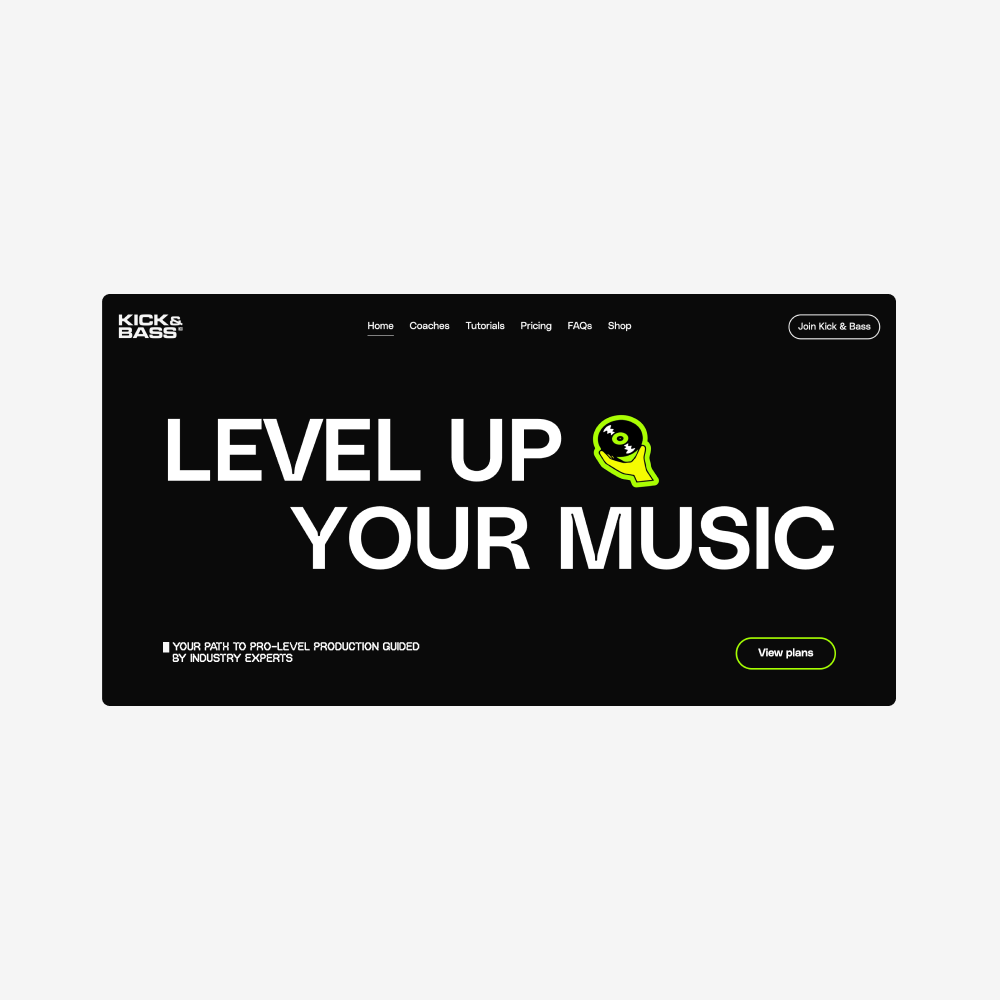 KICK&
BASS®
Home Coaches Tutorials Pricing FAQs Shop
Join Kick & Bass
LEVEL UP
YOUR MUSIC
YOUR PATH TO PRO-LEVEL PRODUCTION GUIDED
BY INDUSTRY EXPERTS
View plans